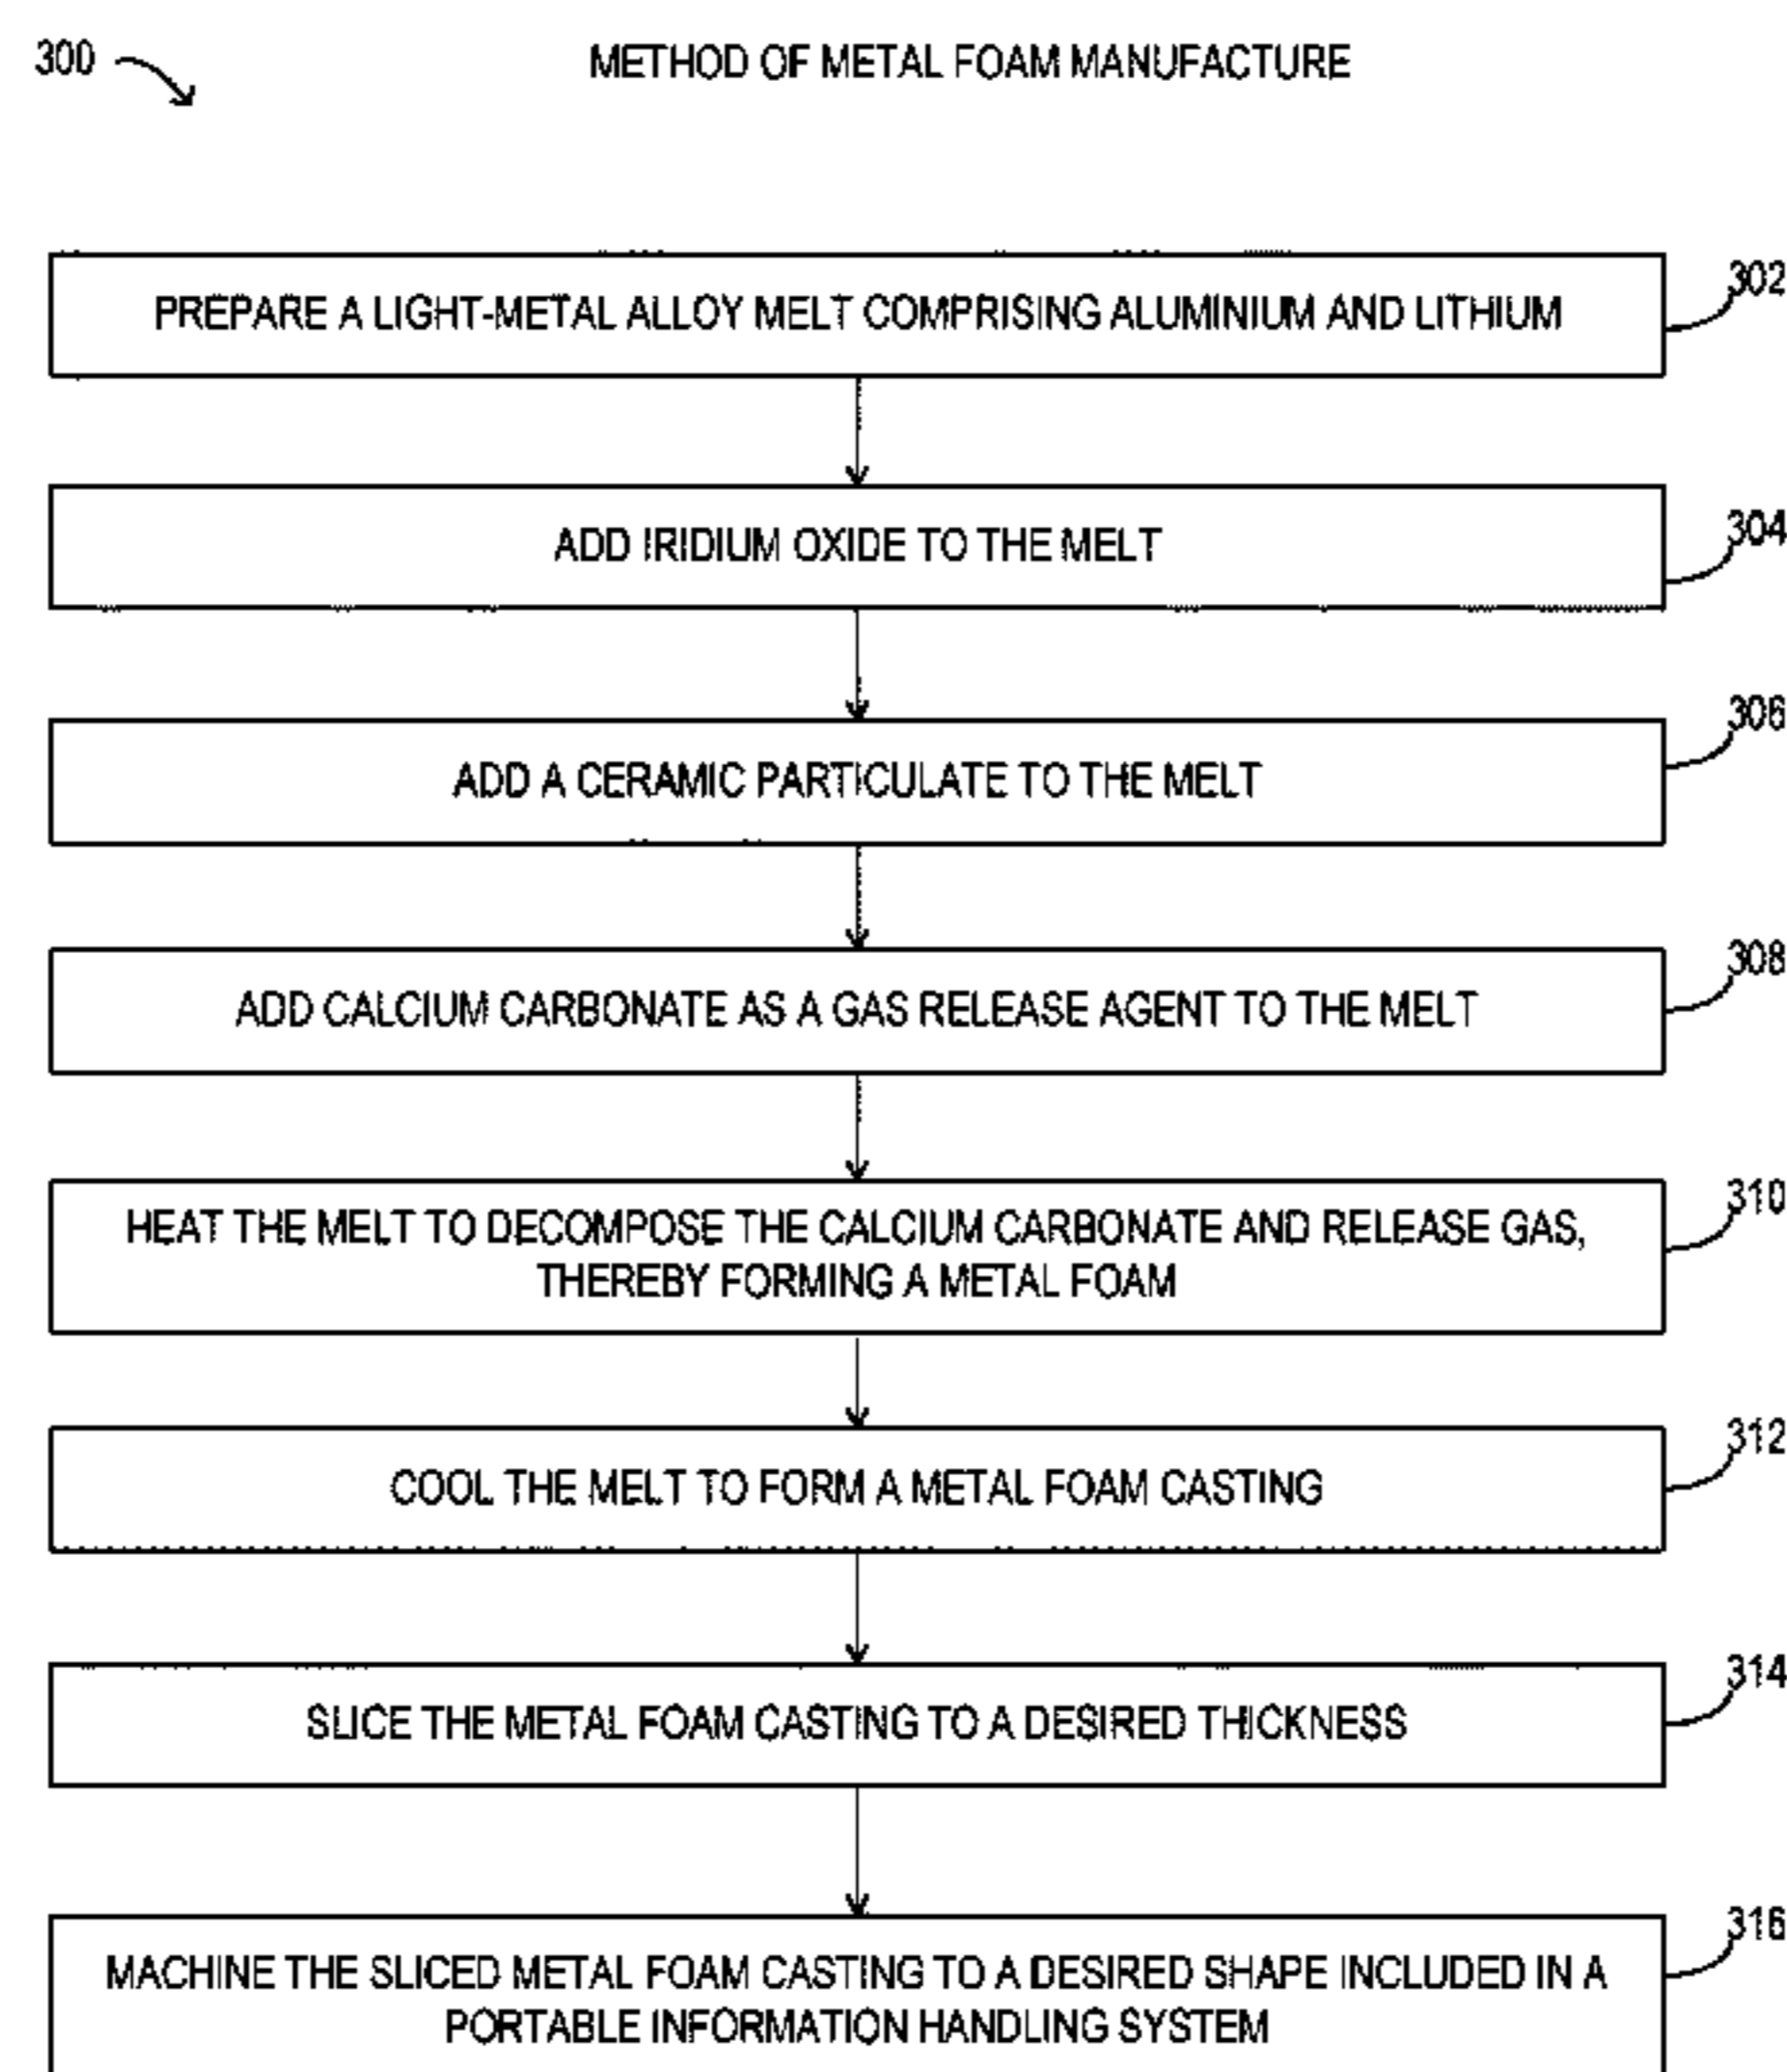 300
METHOD OF METAL FOAM MANUFACTURE
302
PREPARE A LIGHT-METAL ALLOY MELT COMPRISING ALUMINIUM AND LITHIUM
304
ADD IRIDIUM OXIDE TO THE MELT
306
ADD A CERAMIC PARTICULATE TO THE MELT
308
ADD CALCIUM CARBONATE AS A GAS RELEASE AGENT TO THE MELT
310
HEAT THE MELT TO DECOMPOSE THE CALCIUM CARBONATE AND RELEASE GAS,
THEREBY FORMING A METAL FOAM
312
COOL THE MELT TO FORM A METAL FOAM CASTING
314
SLICE THE METAL FOAM CASTING TO A DESIRED THICKNESS
316
MACHINE THE SLICED METAL FOAM CASTING TO A DESIRED SHAPE INCLUDED IN A
PORTABLE INFORMATION HANDLING SYSTEM